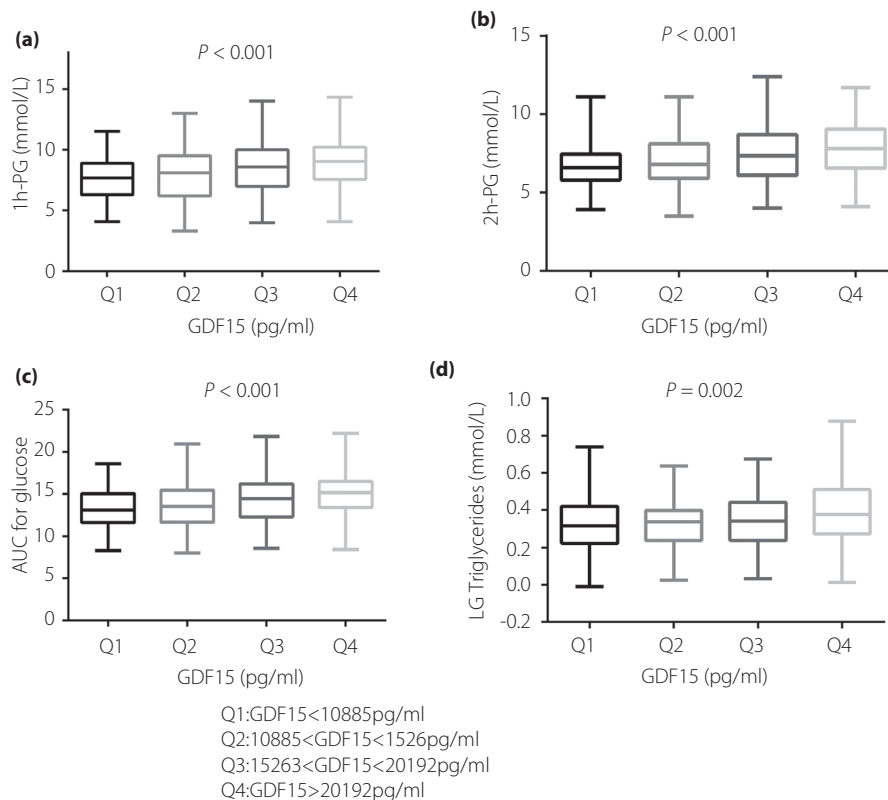 (a)
P < 0.001
1h-PG (mmol/L)
15
10
5
0
Q1 Q2 Q3 Q4
GDF15 (pg/ml)
(b)
P < 0.001
2h-PG (mmol/L)
15
10
5
0
Q1 Q2 Q3 Q4
GDF15 (pg/ml)
(c)
P < 0.001
AUC for glucose
25
20
15
10
5
0
Q1 Q2 Q3 Q4
GDF15 (pg/ml)
(d)
P = 0.002
LG Triglycerides (mmol/L)
1.0
0.8
0.6
0.4
0.2
0.0
-0.2
Q1 Q2 Q3 Q4
GDF15 (pg/ml)
Q1:GDF15<10885pg/ml
Q2:10885<GDF15<1526pg/ml
Q3:15263<GDF15<20192pg/ml
Q4:GDF15>20192pg/ml